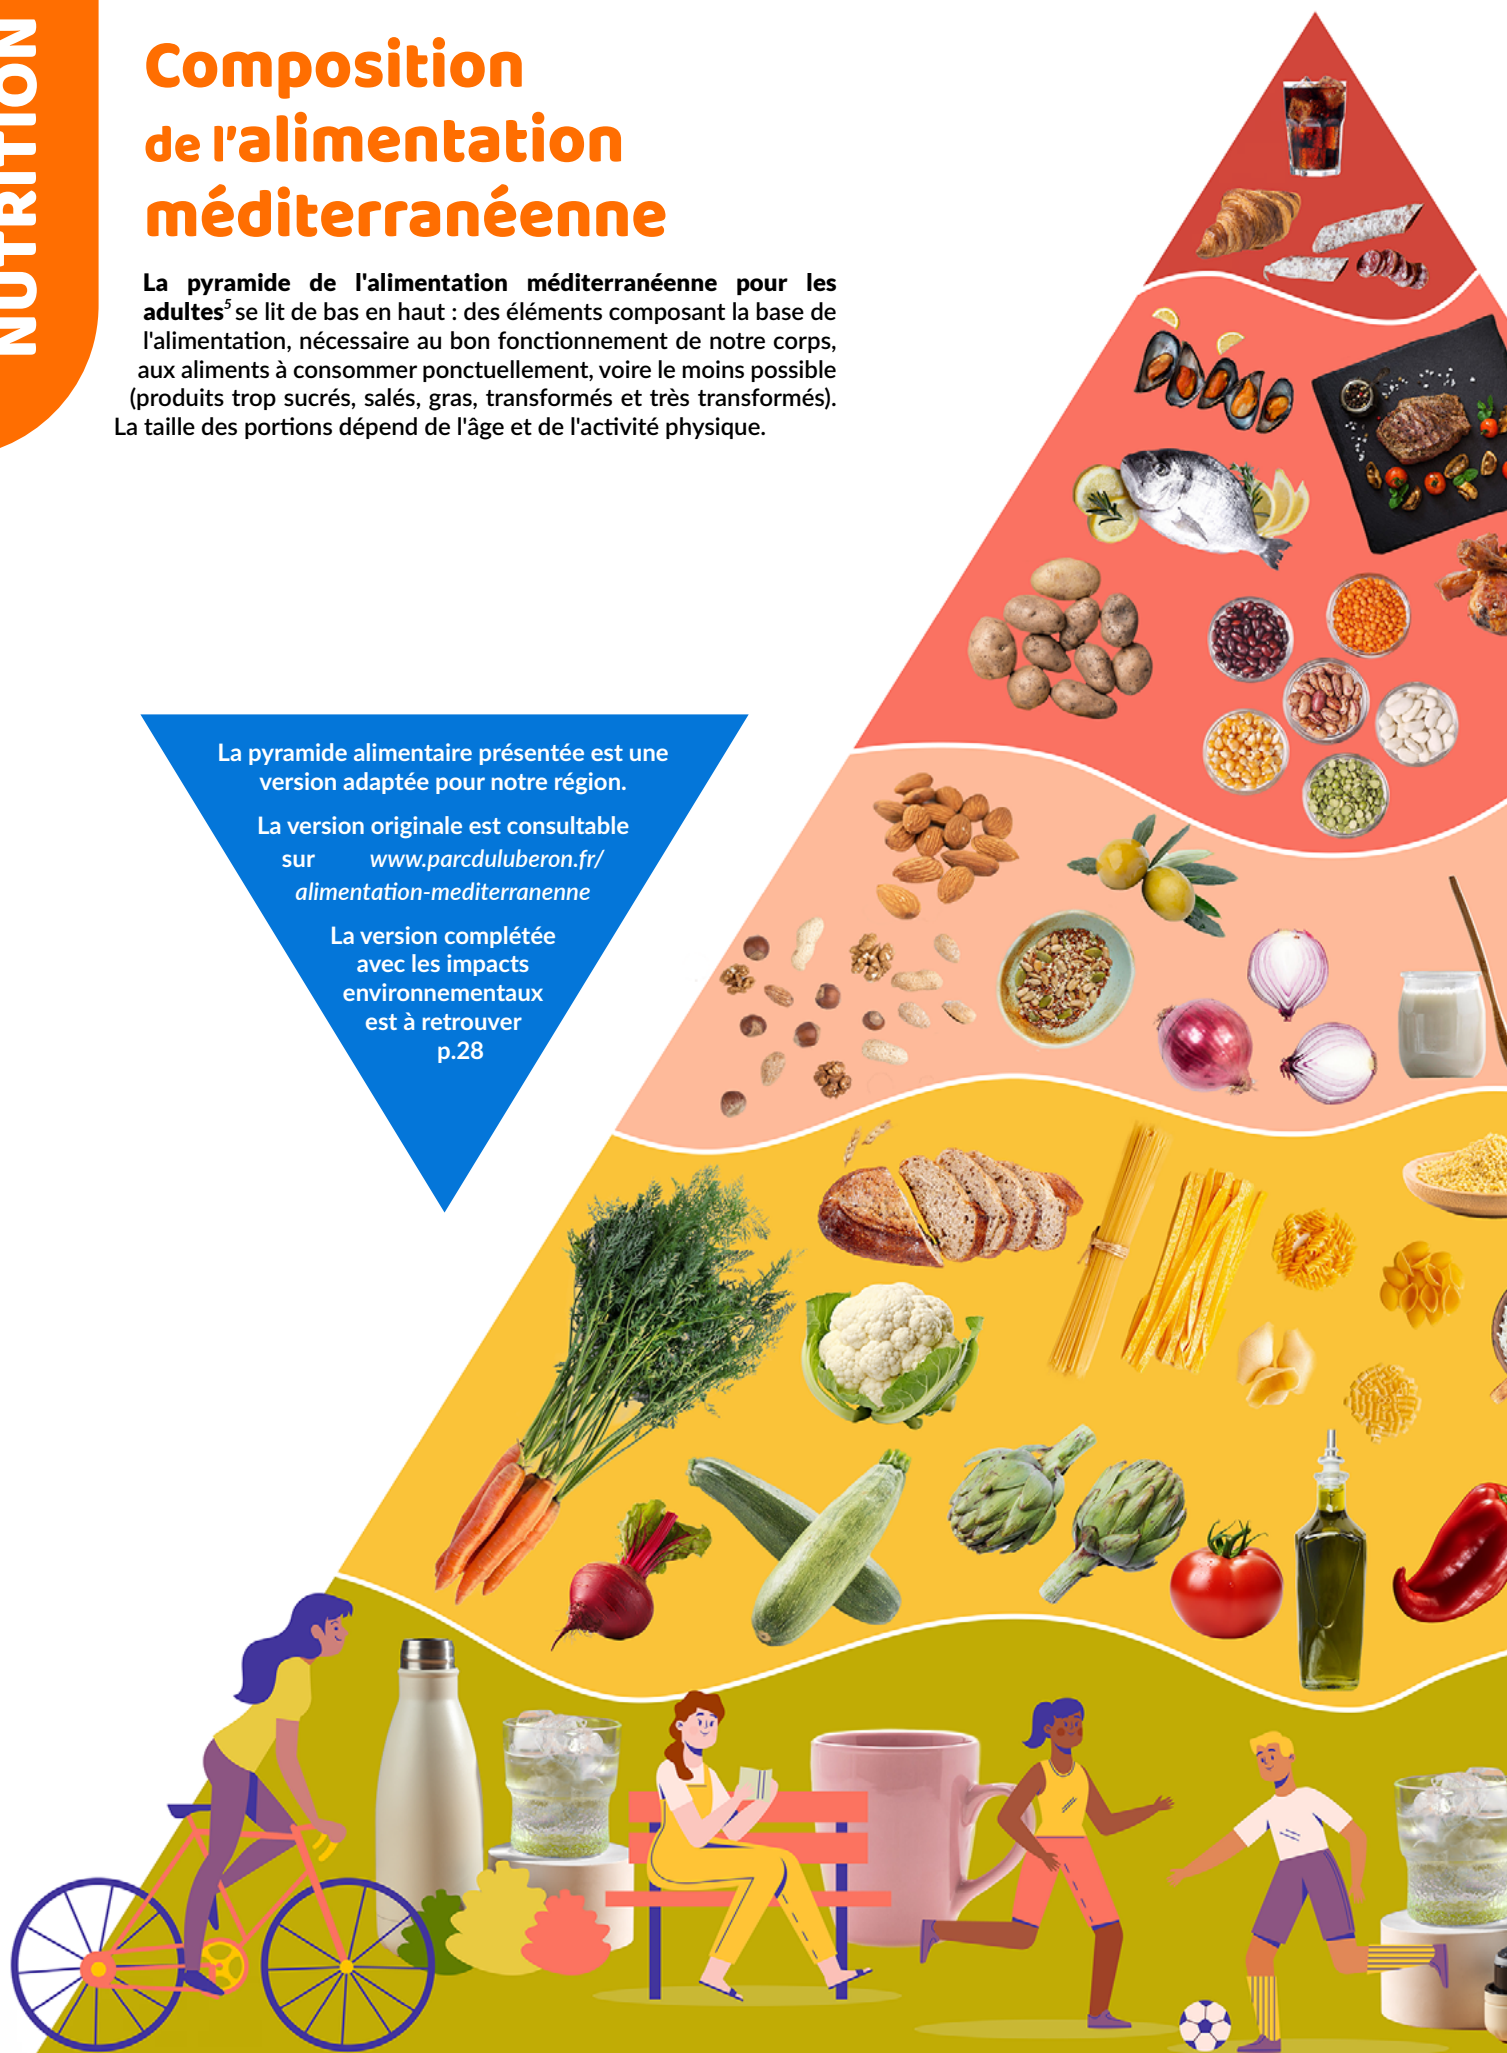 NUTRITION
Composition
de l'alimentation
méditerranéenne
La pyramide de l'alimentation méditerranéenne pour les
adultes⁵ se lit de bas en haut : des éléments composant la base de
l'alimentation, nécessaire au bon fonctionnement de notre corps,
aux aliments à consommer ponctuellement, voire le moins possible
(produits trop sucrés, salés, gras, transformés et très transformés).
La taille des portions dépend de l'âge et de l'activité physique.
La pyramide alimentaire présentée est une
version adaptée pour notre région.
La version originale est consultable
sur www.parcduluberon.fr/
alimentation-mediterranenne
La version complétée
avec les impacts
environnementaux
est à retrouver
p.28